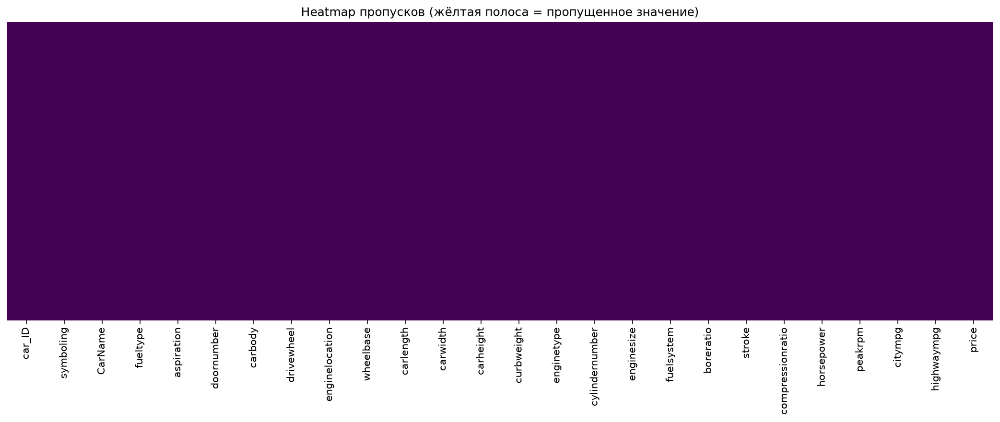 Heatmap пропусков (жёлтая полоса = пропущенное значение)
car_ID
symboling
CarName
fueltype
aspiration
doornumber
carbody
drivewheel
enginelocation
wheelbase
carlength
carwidth
carheight
curbweight
enginetype
cylindernumber
enginesize
fuelsystem
boreratio
stroke
compressionratio
horsepower
peakrpm
citympg
highwaympg
price